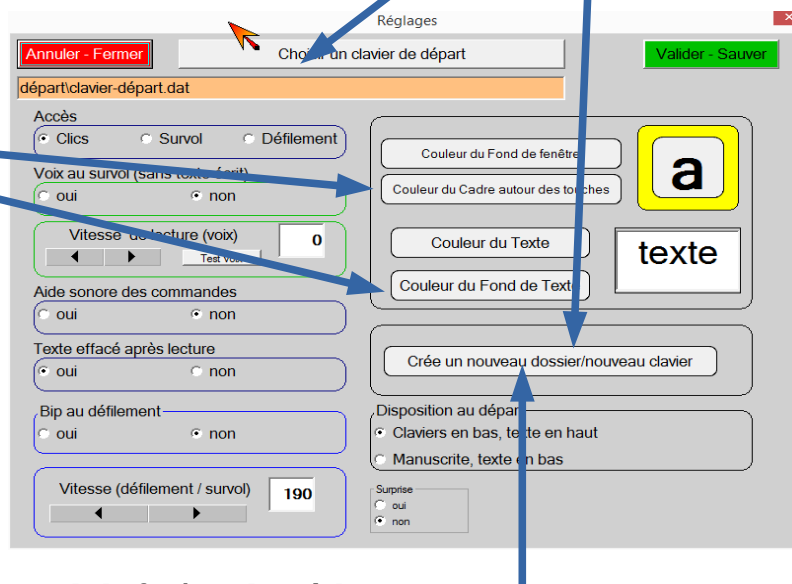 Réglages
Annuler - Fermer
Choisir un clavier de départ
Valider - Sauver
départ\clavier-départ.dat
Accès
Clics Survol Défilement
Voix au survol (sans texte écrit)
oui non
Vitesse de lecture (voix) 0
Test voix
Aide sonore des commandes
oui non
Texte effacé après lecture
oui non
Bip au défilement
oui non
Vitesse (défilement / survol) 190
Couleur du Fond de fenêtre
Couleur du Cadre autour des touches
a
Couleur du Texte
texte
Couleur du Fond de Texte
Crée un nouveau dossier/nouveau clavier
Disposition au départ
Claviers en bas, texte en haut
Manuscrite, texte en bas
Surprise
oui
non